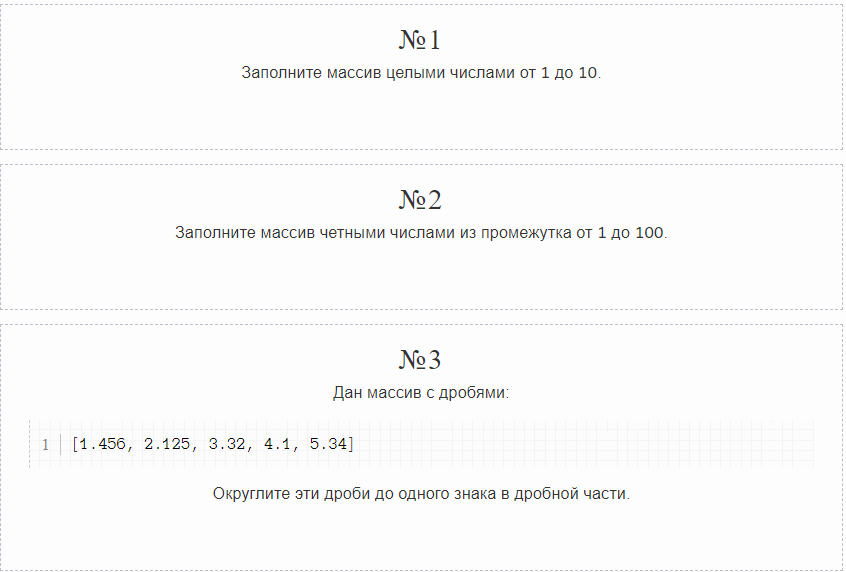 №1
Заполните массив целыми числами от 1 до 10.
№2
Заполните массив четными числами из промежутка от 1 до 100.
№3
Дан массив с дробями:
1 [1.456, 2.125, 3.32, 4.1, 5.34]
Округлите эти дроби до одного знака в дробной части.